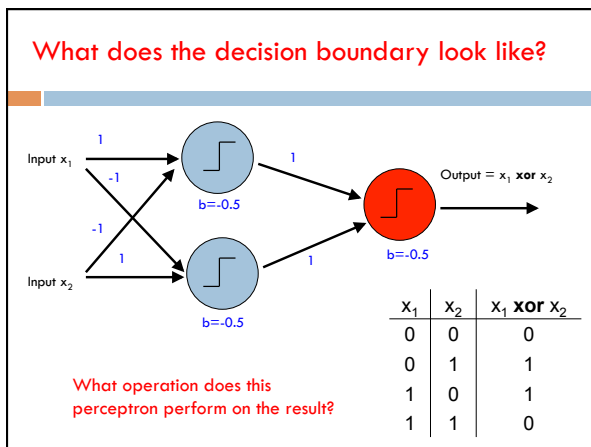 What does the decision boundary look like?
1
Input x₁
-1
b=-0.5
1
Output = x₁ xor x₂
-1
1
Input x₂
b=-0.5
1
b=-0.5
x₁ x₂ x₁ xor x₂
0 0 0
0 1 1
1 0 1
1 1 0
What operation does this
perceptron perform on the result?